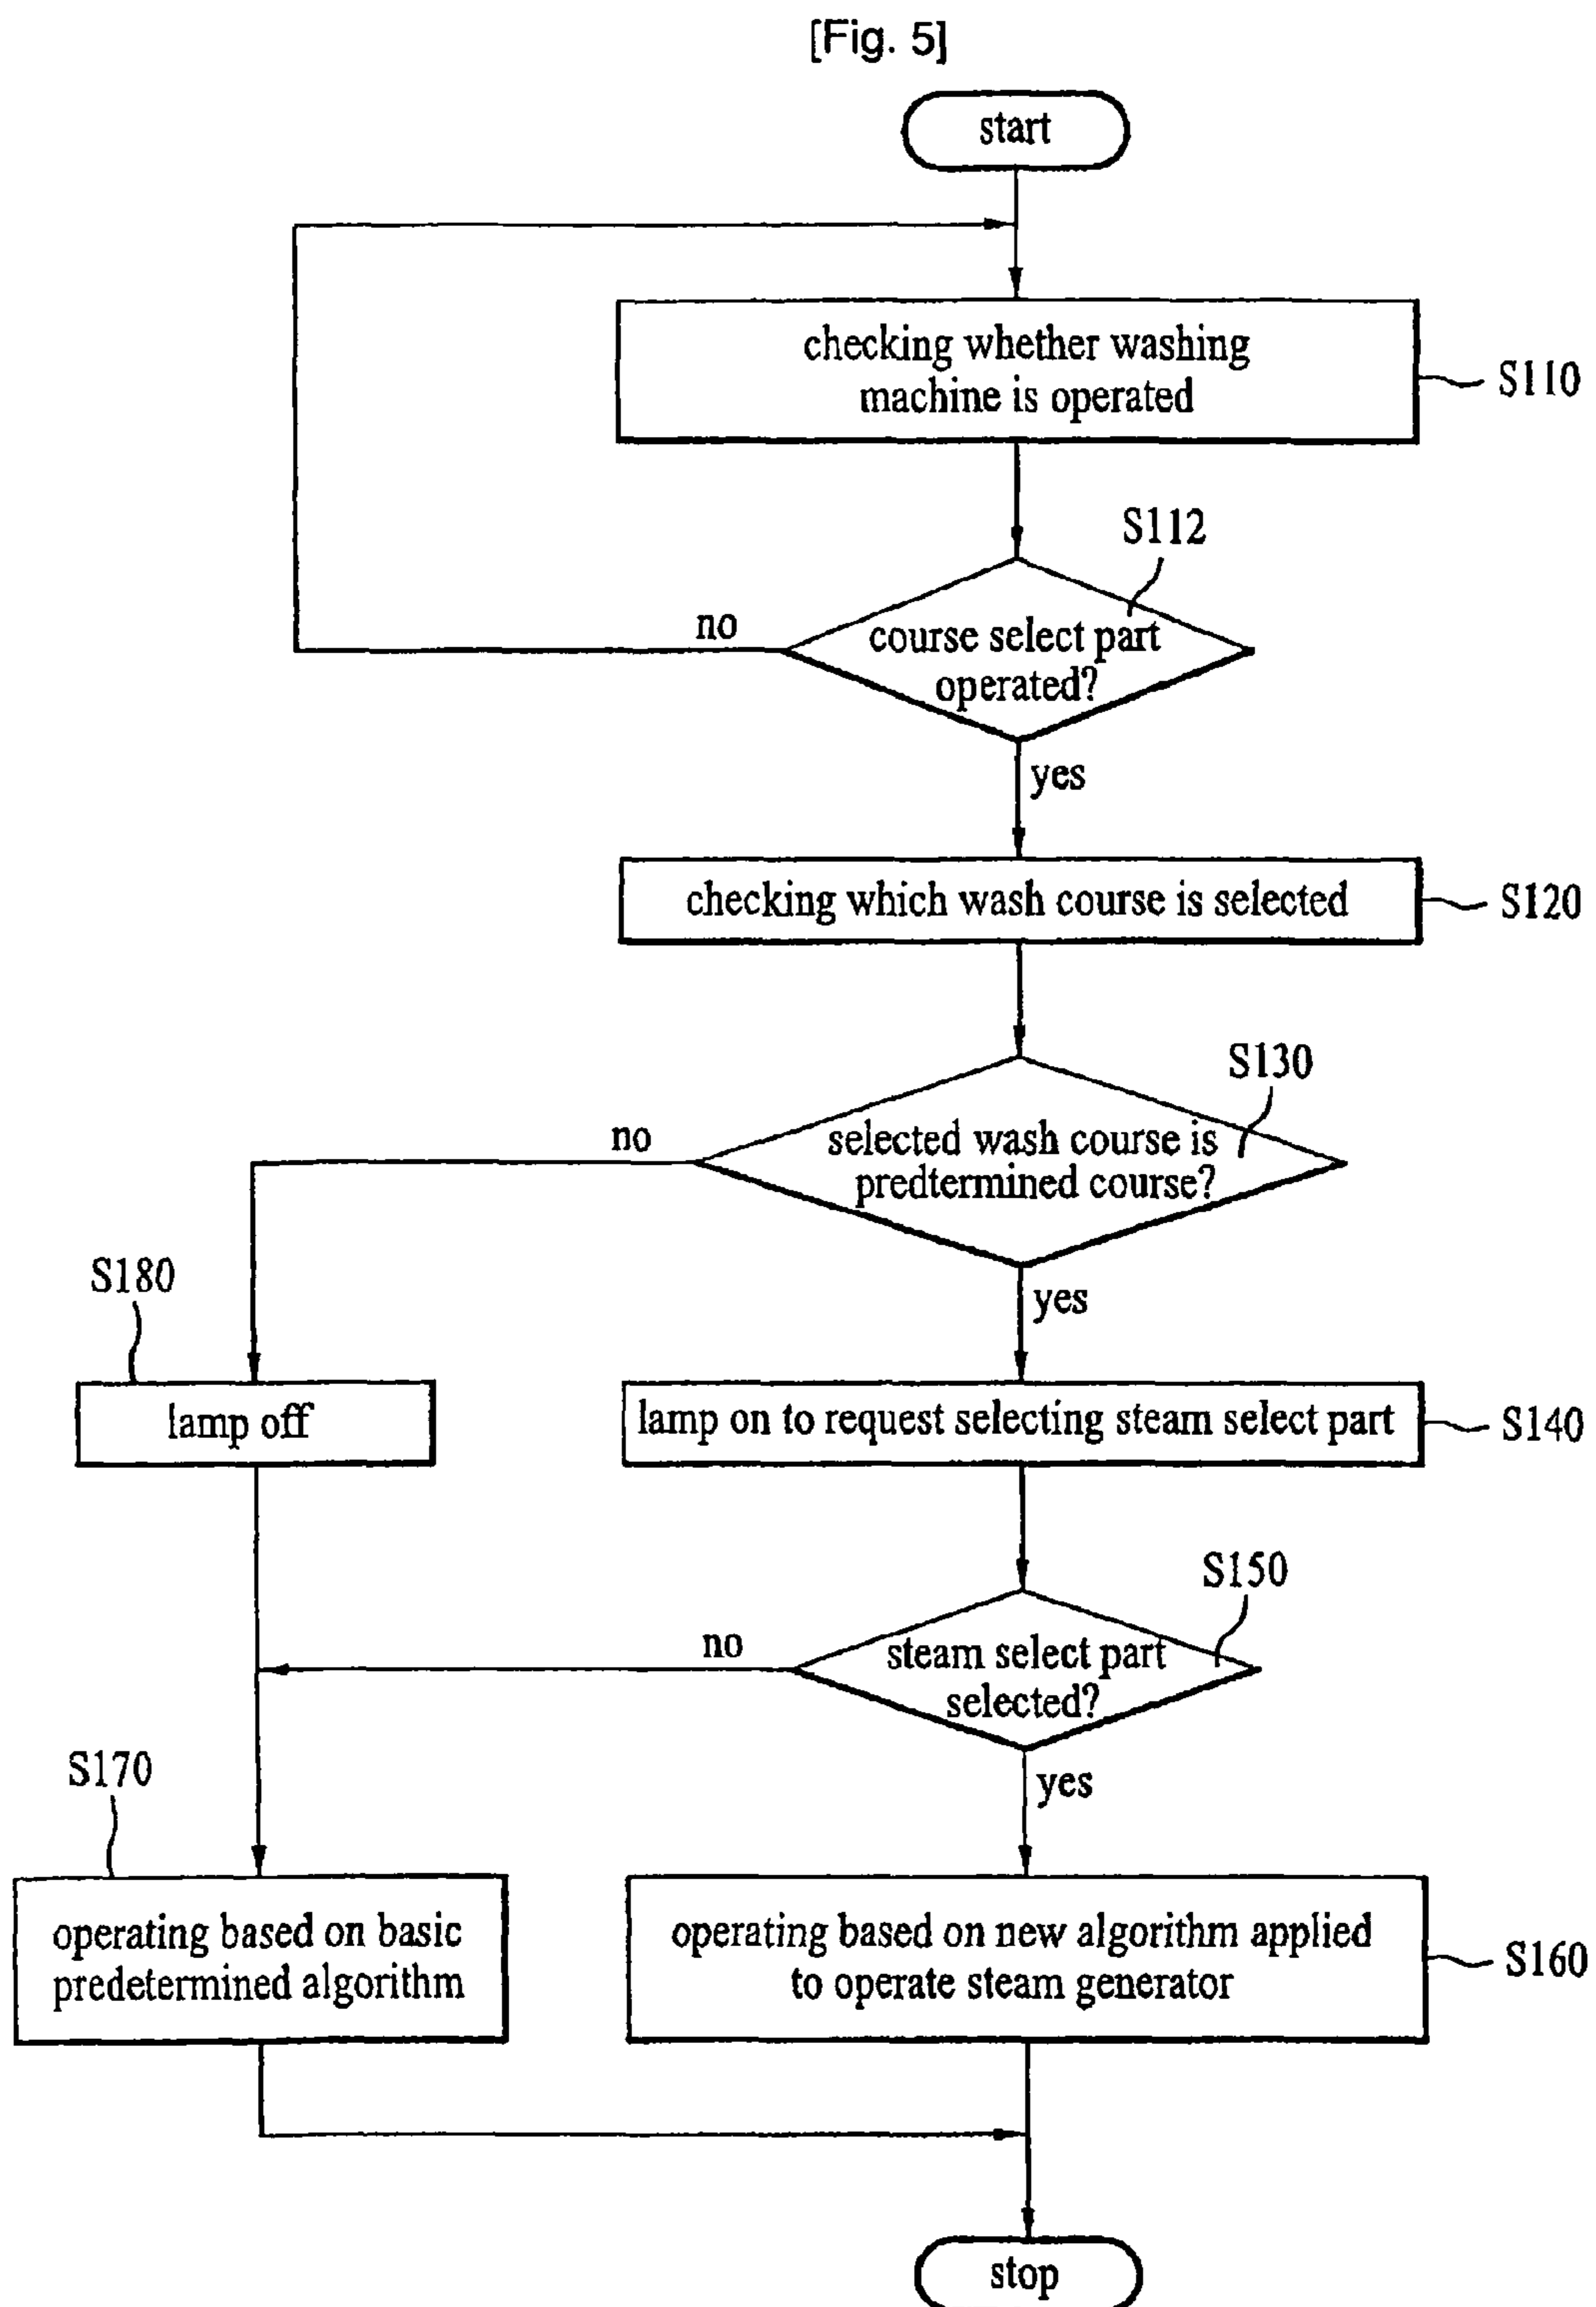 [Fig. 5]
start
checking whether washing
machine is operated
S110
S112
course select part
operated?
no
yes
checking which wash course is selected
S120
S130
selected wash course is
predtermined course?
no
yes
S180
lamp off
lamp on to request selecting steam select part
S140
S150
steam select part
selected?
no
yes
S170
operating based on basic
predetermined algorithm
operating based on new algorithm applied
to operate steam generator
S160
stop